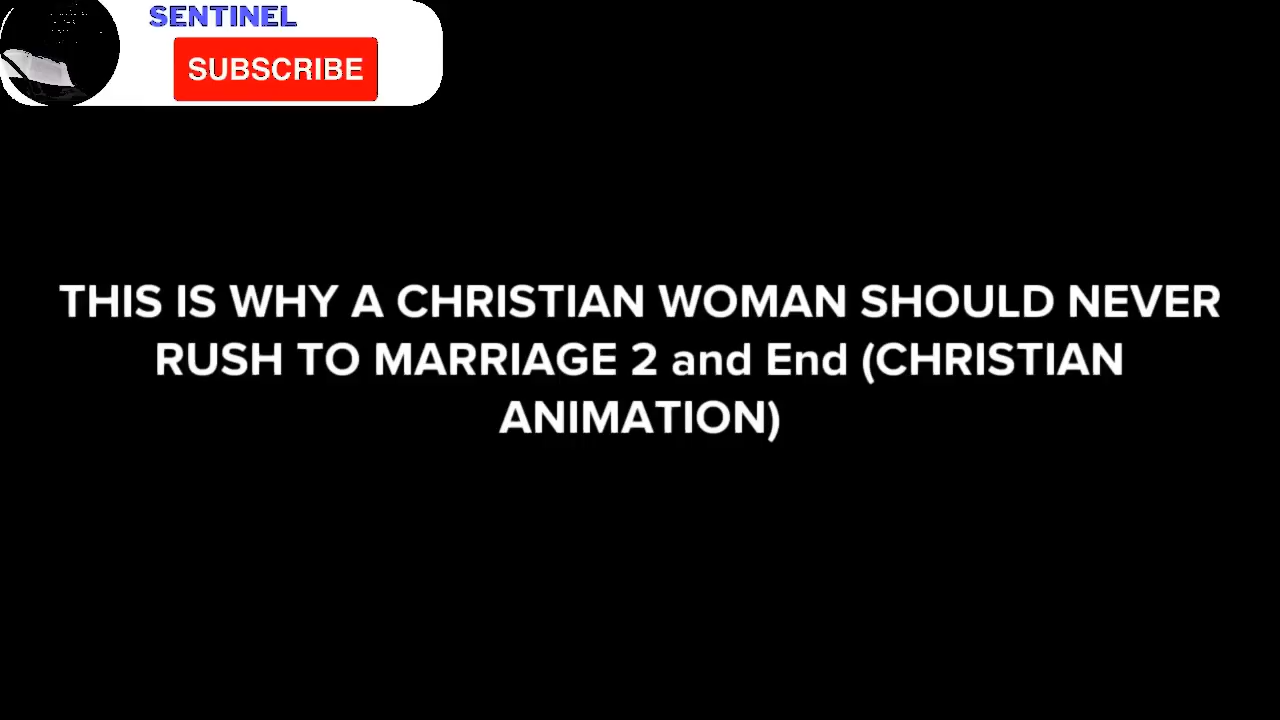 SENTINEL
SUBSCRIBE
THIS IS WHY A CHRISTIAN WOMAN SHOULD NEVER
RUSH TO MARRIAGE 2 and End (CHRISTIAN
ANIMATION)